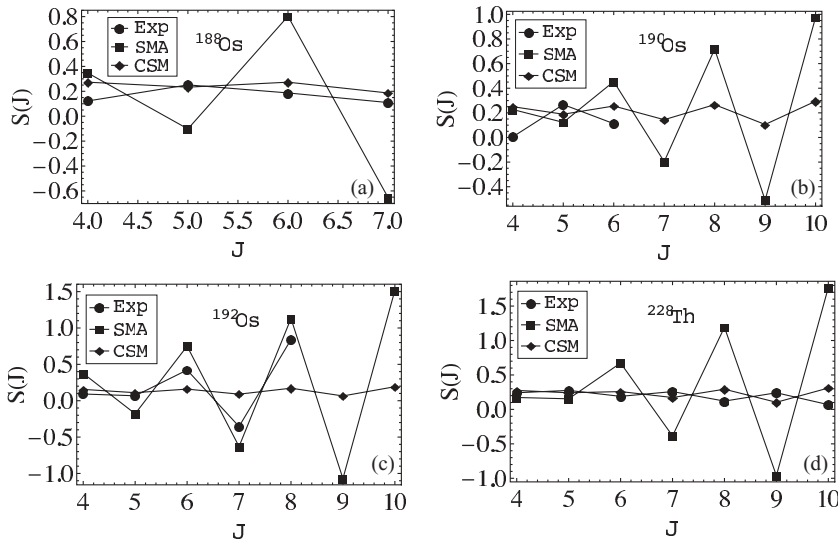 0.8
0.6
0.4
0.2
0.0
−0.2
−0.4
−0.6
S(J)
Exp
SMA
CSM
188Os
(a)
4.0 4.5 5.0 5.5 6.0 6.5 7.0
J
1.0
0.8
0.6
0.4
0.2
0.0
−0.2
−0.4
S(J)
Exp
SMA
CSM
190Os
(b)
4 5 6 7 8 9 10
J
1.5
1.0
0.5
0.0
−0.5
−1.0
S(J)
Exp
SMA
CSM
192Os
(c)
4 5 6 7 8 9 10
J
1.5
1.0
0.5
0.0
−0.5
−1.0
S(J)
Exp
SMA
CSM
228Th
(d)
4 5 6 7 8 9 10
J